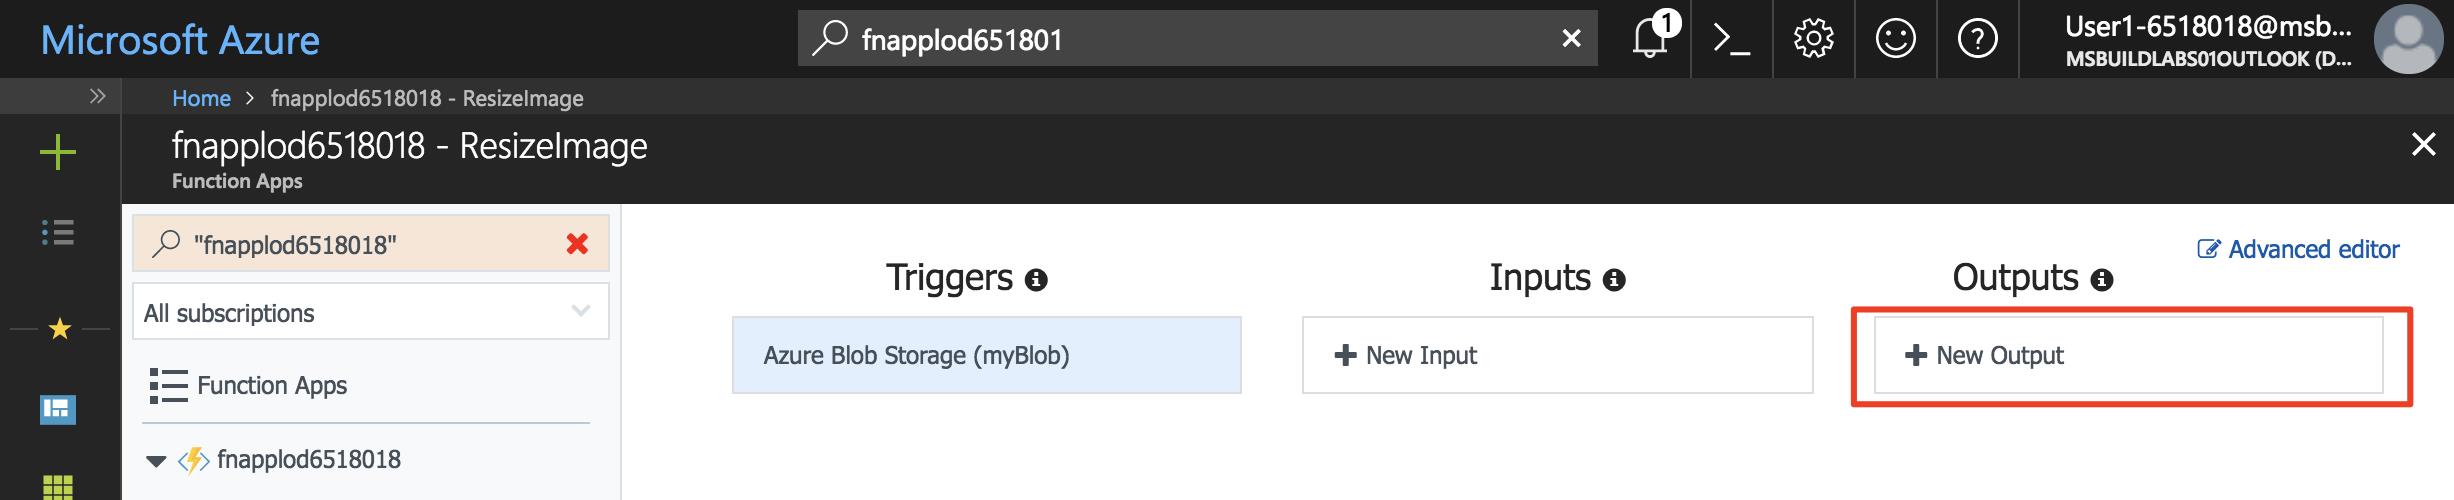 Microsoft Azure
fnapplod651801
1
User1-6518018@msb...
MSBUILDLABS01OUTLOOK (D...
Home > fnapplod6518018 - ResizeImage
fnapplod6518018 - ResizeImage
Function Apps
"fnapplod6518018"
All subscriptions
Function Apps
fnapplod6518018
Advanced editor
Triggers
Inputs
Outputs
Azure Blob Storage (myBlob)
New Input
New Output